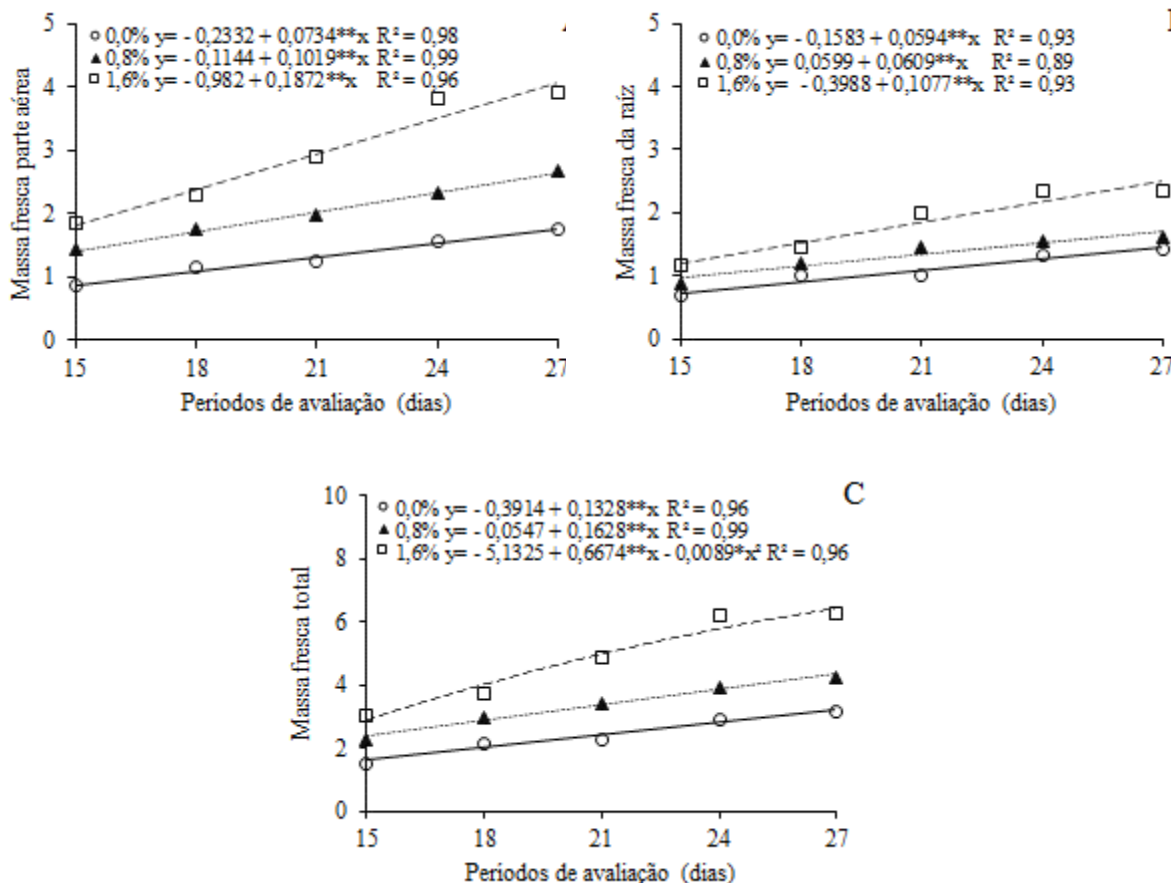 0,0% y= - 0,2332 + 0,0734**x R² = 0,98
0,8% y= - 0,1144 + 0,1019**x R² = 0,99
1,6% y= - 0,982 + 0,1872**x R² = 0,96
Massa fresca parte aérea
5
4
3
2
1
0
15 18 21 24 27
Períodos de avaliação (dias)
0,0% y= - 0,1583 + 0,0594**x R² = 0,93
0,8% y= 0,0599 + 0,0609**x R² = 0,89
1,6% y= - 0,3988 + 0,1077**x R² = 0,93
Massa fresca da raíz
5
4
3
2
1
0
15 18 21 24 27
Períodos de avaliação (dias)
C
0,0% y= - 0,3914 + 0,1328**x R² = 0,96
0,8% y= - 0,0547 + 0,1628**x R² = 0,99
1,6% y= - 5,1325 + 0,6674**x - 0,0089*x² R² = 0,96
Massa fresca total
10
8
6
4
2
0
15 18 21 24 27
Períodos de avaliação (dias)